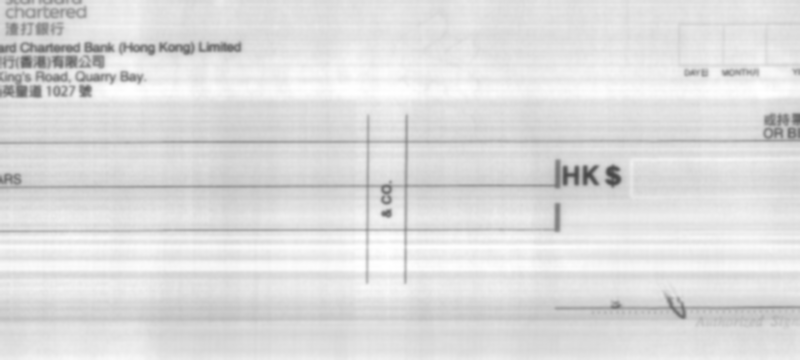 standard
chartered
渣打銀行
ard Chartered Bank (Hong Kong) Limited
行(香港)有限公司
King's Road, Quarry Bay.
英皇道 1027 號
DAY日 MONTH月
或持票
OR BE
ARS
& CO.
HK $
Authorized Sign